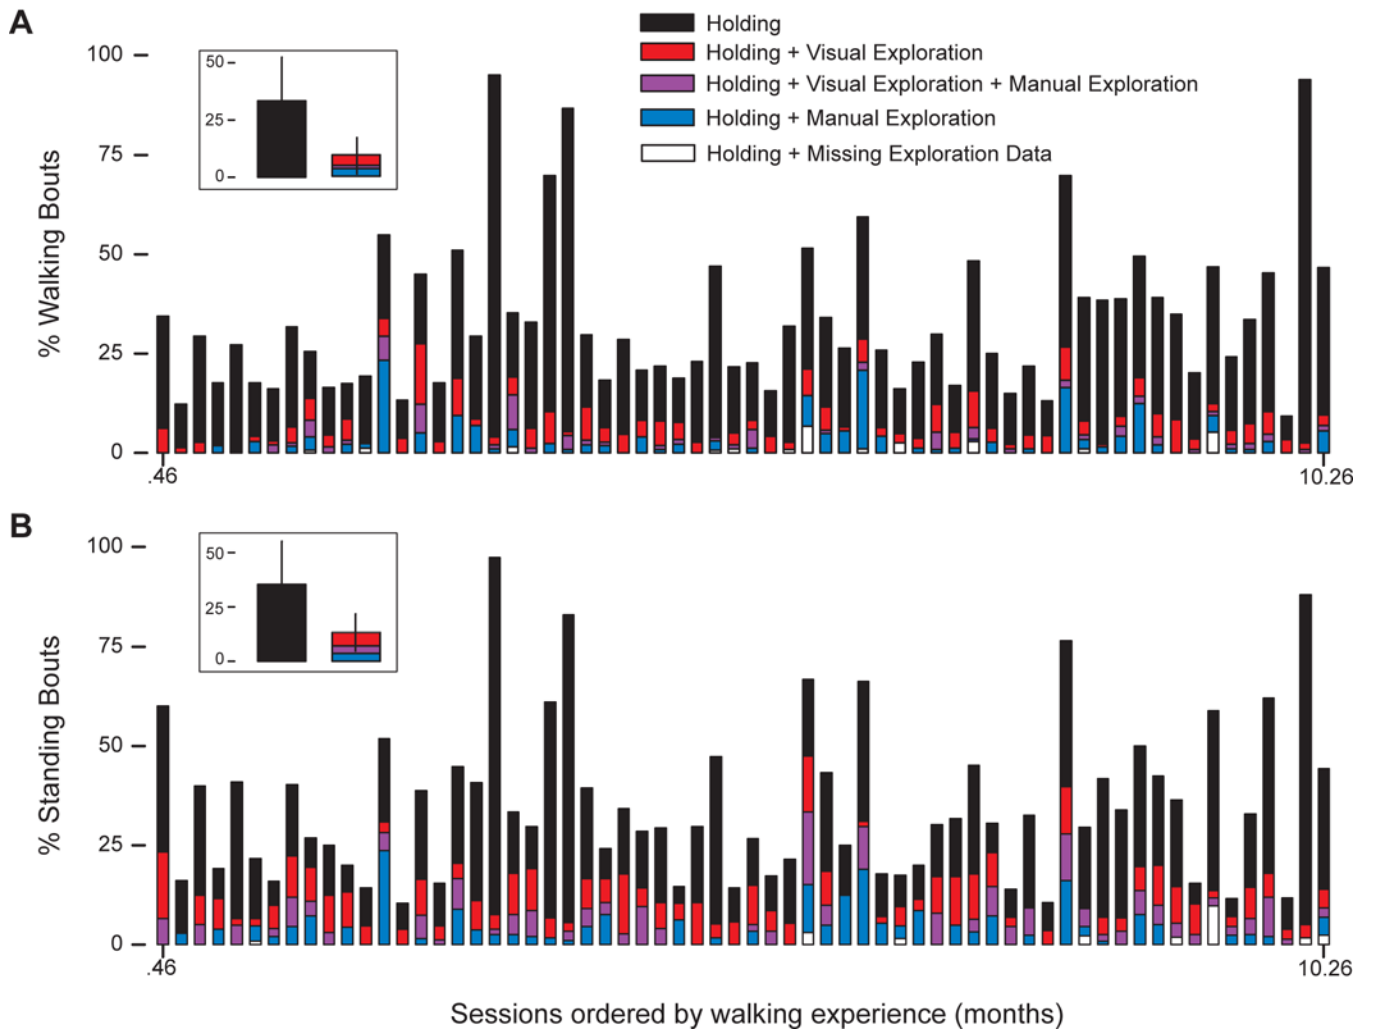 A
Holding
Holding + Visual Exploration
Holding + Visual Exploration + Manual Exploration
Holding + Manual Exploration
Holding + Missing Exploration Data
100
75
50
25
0
50
25
0
% Walking Bouts
.46
10.26
B
100
75
50
25
0
50
25
0
% Standing Bouts
.46
10.26
Sessions ordered by walking experience (months)